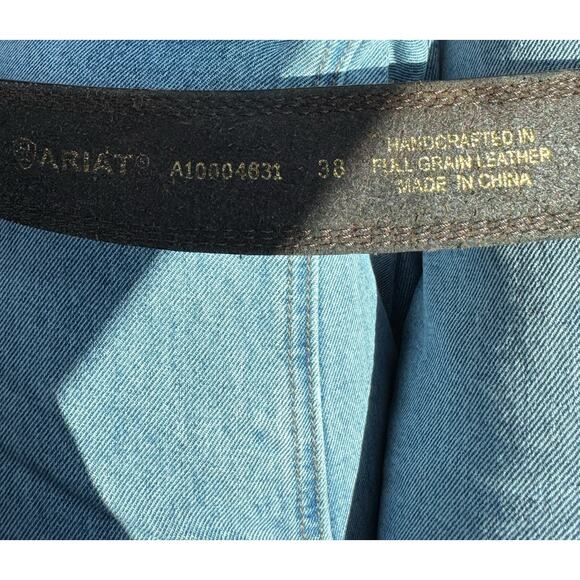 ARIAT® A10004631 38
HANDCRAFTED IN
FULL GRAIN LEATHER
MADE IN CHINA